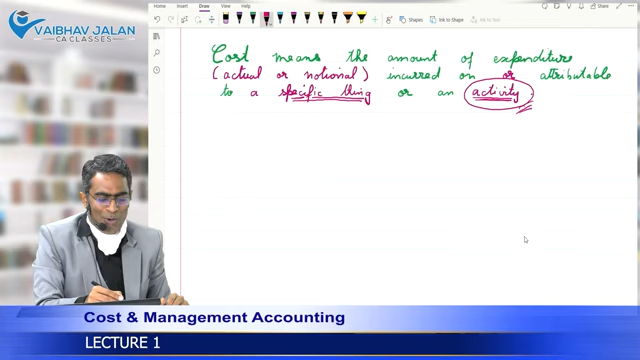 VAIBHAV JALAN
CA CLASSES
File
Home
Insert
Draw
View
Help
Shapes
Ink to Shape
Ink to Text
Cost means the amount of expenditure
(actual or notional) incurred on or attributable
to a specific thing or an activity
Cost & Management Accounting
LECTURE 1